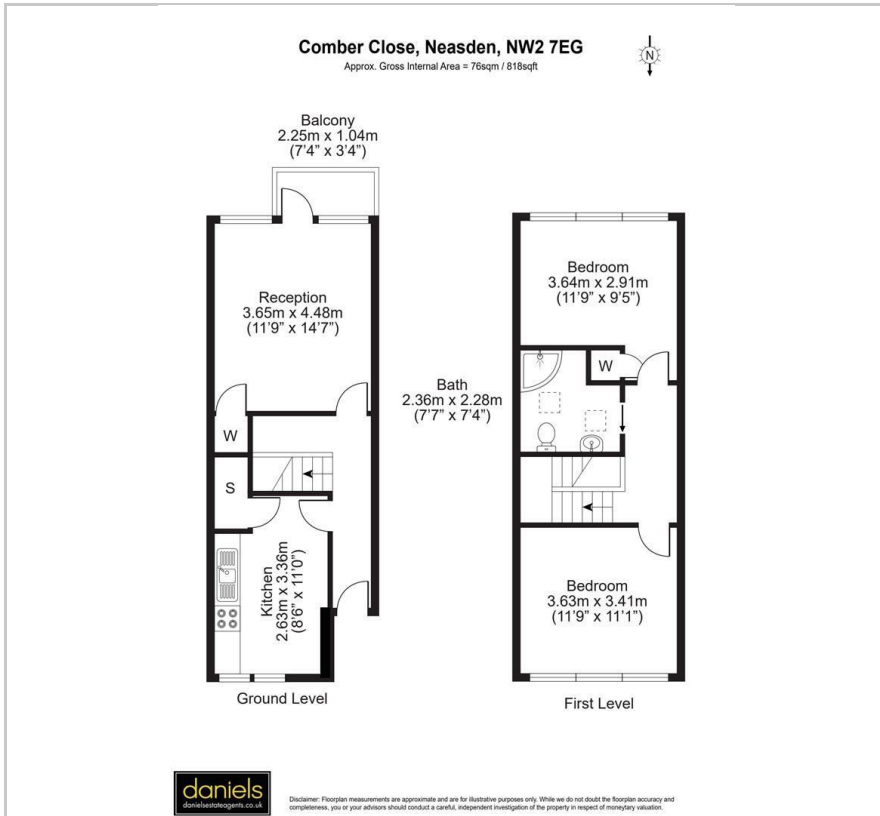 Comber Close, Neasden, NW2 7EG
Approx. Gross Internal Area = 76sqm / 818sqft
N
Balcony
2.25m x 1.04m
(7'4" x 3'4")
Reception
3.65m x 4.48m
(11'9" x 14'7")
W
S
Kitchen
2.63m x 3.36m
(8'6" x 11'0")
Ground Level
Bedroom
3.64m x 2.91m
(11'9" x 9'5")
W
Bath
2.36m x 2.28m
(7'7" x 7'4")
Bedroom
3.63m x 3.41m
(11'9" x 11'1")
First Level
daniels
danielsestateagents.co.uk
Disclaimer: Floorplan measurements are approximate and are for illustrative purposes only. While we do not doubt the floorplan accuracy and
completeness, you or your advisors should conduct a careful, independent investigation of the property in respect of monetary valuation.